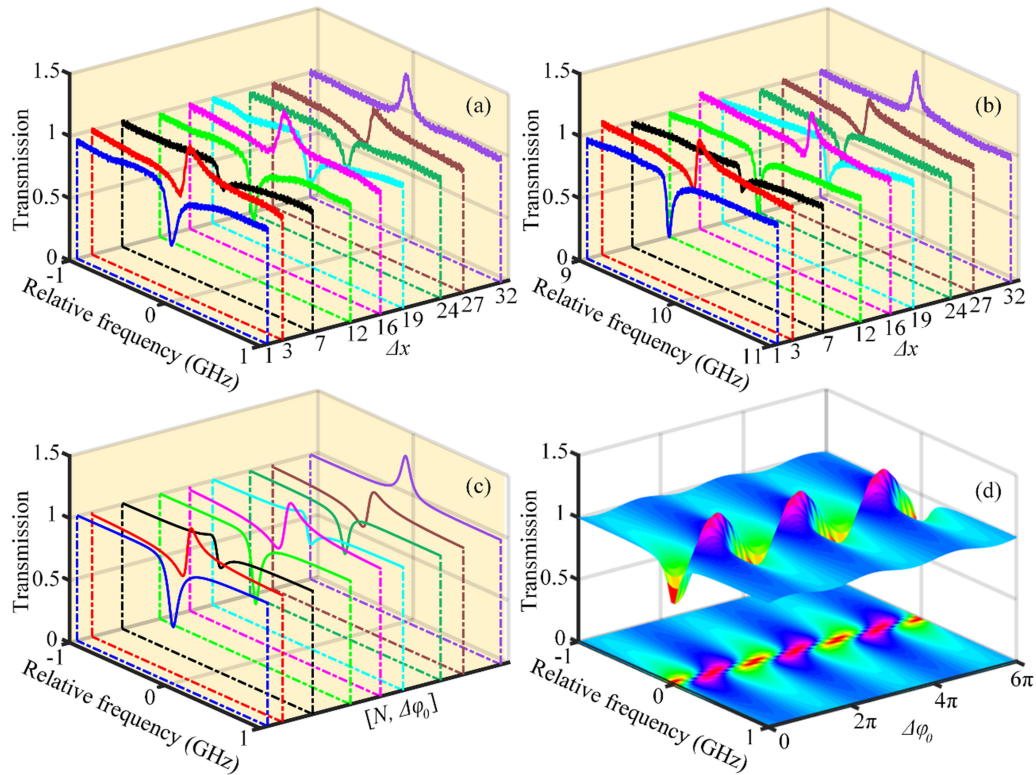 (a)
Transmission
1.5
1
0.5
0
-1
0
1
Relative frequency (GHz)
1 3 7 12 16 19 24 27 32
Δx
(b)
Transmission
1.5
1
0.5
0
9
10
11
Relative frequency (GHz)
1 3 7 12 16 19 24 27 32
Δx
(c)
Transmission
1.5
1
0.5
0
-1
0
1
Relative frequency (GHz)
[N, Δφ₀]
(d)
Transmission
1.5
1
0.5
0
-1
0
1
Relative frequency (GHz)
0 2π 4π 6π
Δφ₀